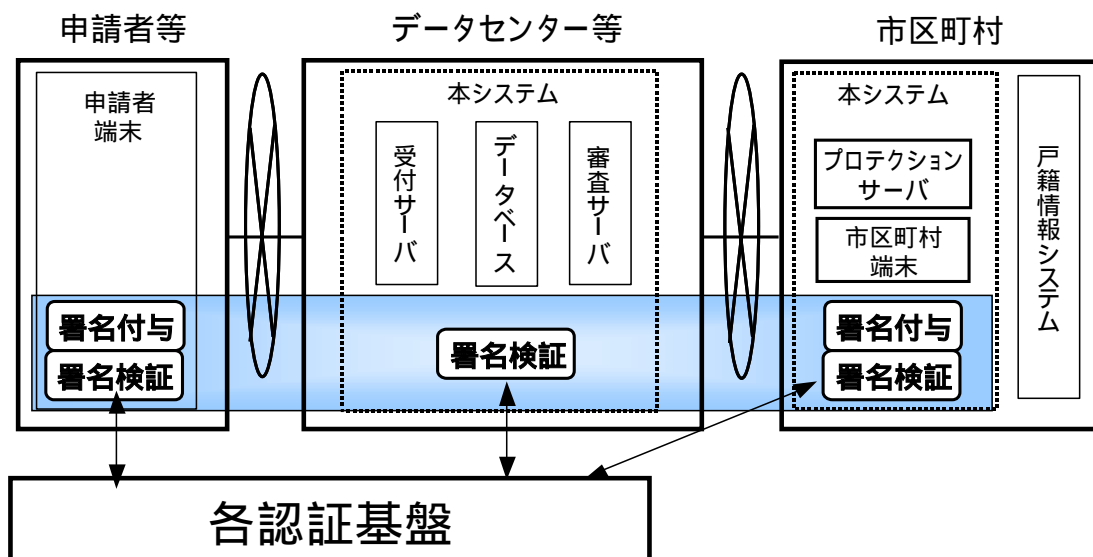 申請者等
データセンター等
市区町村
申請者
端末
本システム
受付サーバ
データベース
審査サーバ
本システム
プロテクション
サーバ
市区町村
端末
戸籍情報システム
署名付与
署名検証
署名検証
署名付与
署名検証
各認証基盤